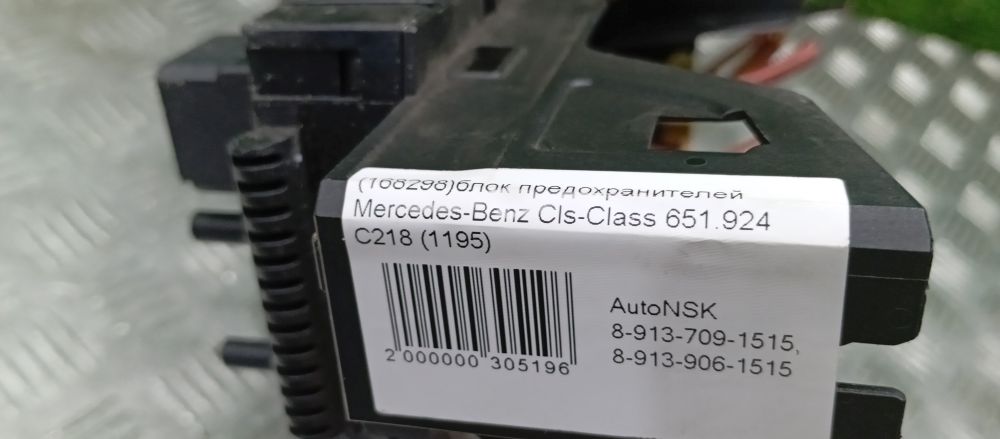 (168298)блок предохранителей
Mercedes-Benz Cls-Class 651.924
C218 (1195)
AutoNSK
8-913-709-1515,
8-913-906-1515
2 000000 305196